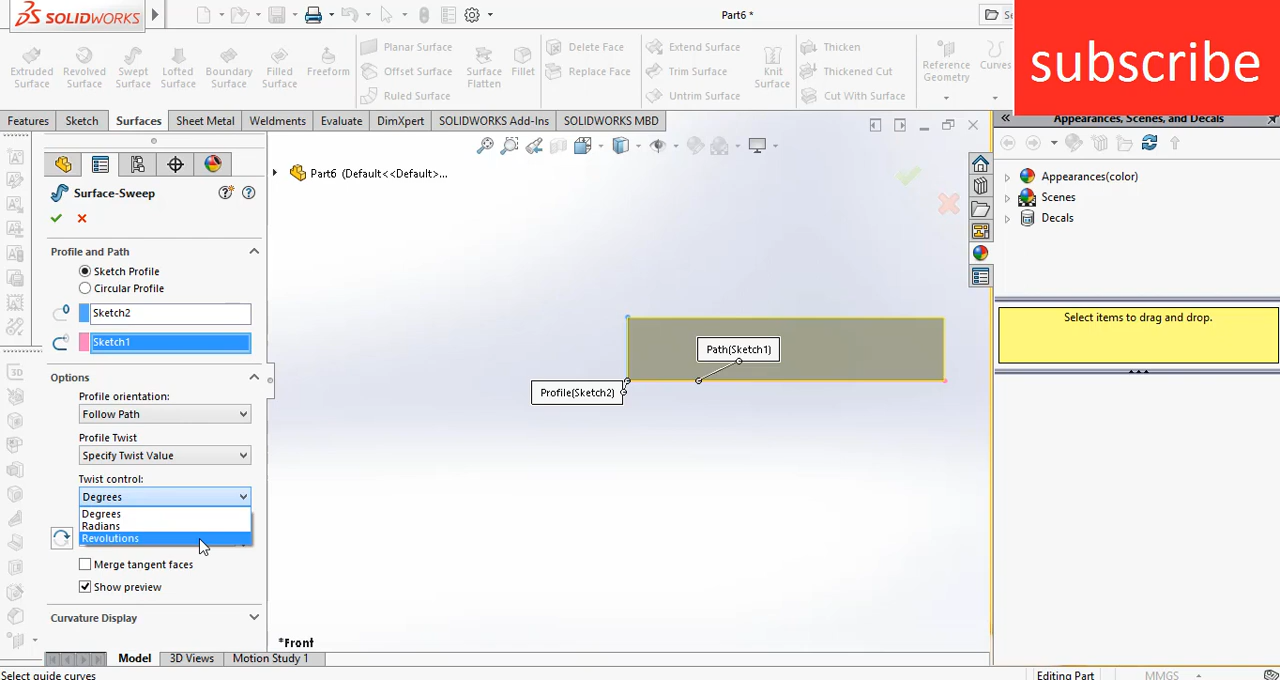 SOLIDWORKS
Part6 *
Se
subscribe
Extruded Surface
Revolved Surface
Swept Surface
Lofted Surface
Boundary Surface
Filled Surface
Freeform
Planar Surface
Offset Surface
Ruled Surface
Surface Flatten
Fillet
Delete Face
Replace Face
Extend Surface
Trim Surface
Untrim Surface
Knit Surface
Thicken
Thickened Cut
Cut With Surface
Reference Geometry
Curves
Features
Sketch
Surfaces
Sheet Metal
Weldments
Evaluate
DimXpert
SOLIDWORKS Add-Ins
SOLIDWORKS MBD
Appearances, Scenes, and Decals
Part6 (Default<<Default>...
Appearances(color)
Scenes
Decals
Surface-Sweep
Profile and Path
Sketch Profile
Circular Profile
Sketch2
Sketch1
Select items to drag and drop.
Path(Sketch1)
Profile(Sketch2)
Options
Profile orientation:
Follow Path
Profile Twist
Specify Twist Value
Twist control:
Degrees
Degrees
Radians
Revolutions
Merge tangent faces
Show preview
Curvature Display
*Front
Model
3D Views
Motion Study 1
Select guide curves
Editing Part
MMGS